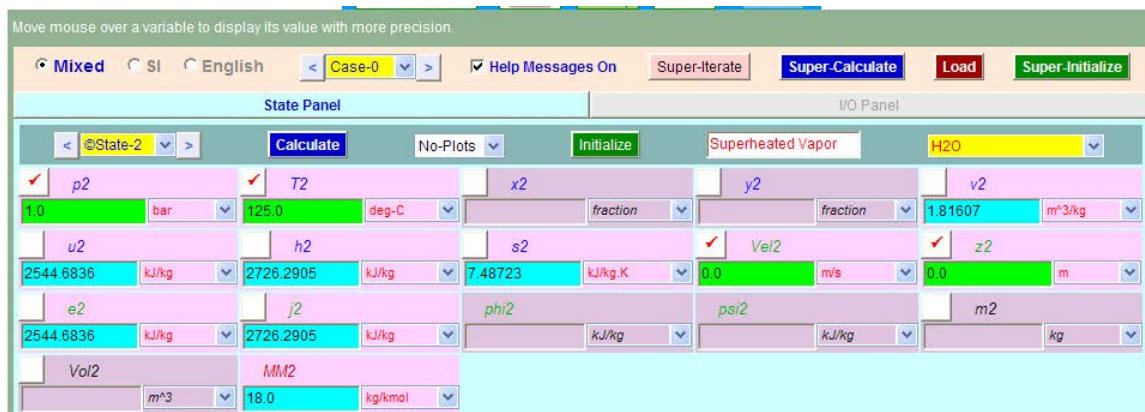 Move mouse over a variable to display its value with more precision.
Mixed SI English < Case-0 > Help Messages On Super-Iterate Super-Calculate Load Super-Initialize
State Panel I/O Panel
< ©State-2 > Calculate No-Plots Initialize Superheated Vapor H2O
p2 T2 x2 y2 v2
1.0 bar 125.0 deg-C fraction fraction 1.81607 m^3/kg
u2 h2 s2 Vel2 z2
2544.6836 kJ/kg 2726.2905 kJ/kg 7.48723 kJ/kg.K 0.0 m/s 0.0 m
e2 j2 phi2 psi2 m2
2544.6836 kJ/kg 2726.2905 kJ/kg kJ/kg kJ/kg kg
Vol2 MM2
m^3 18.0 kg/kmol